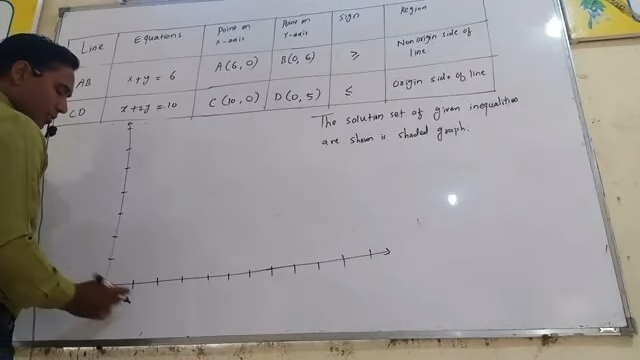 Line Equations Point on x-axis Point on Y-axis Sign Region
AB x+y = 6 A(6,0) B(0,6) ≥ Non origin side of line
CD x+2y = 10 C(10,0) D(0,5) ≤ Origin side of line
The solution set of given inequalities
are shown is shaded graph.